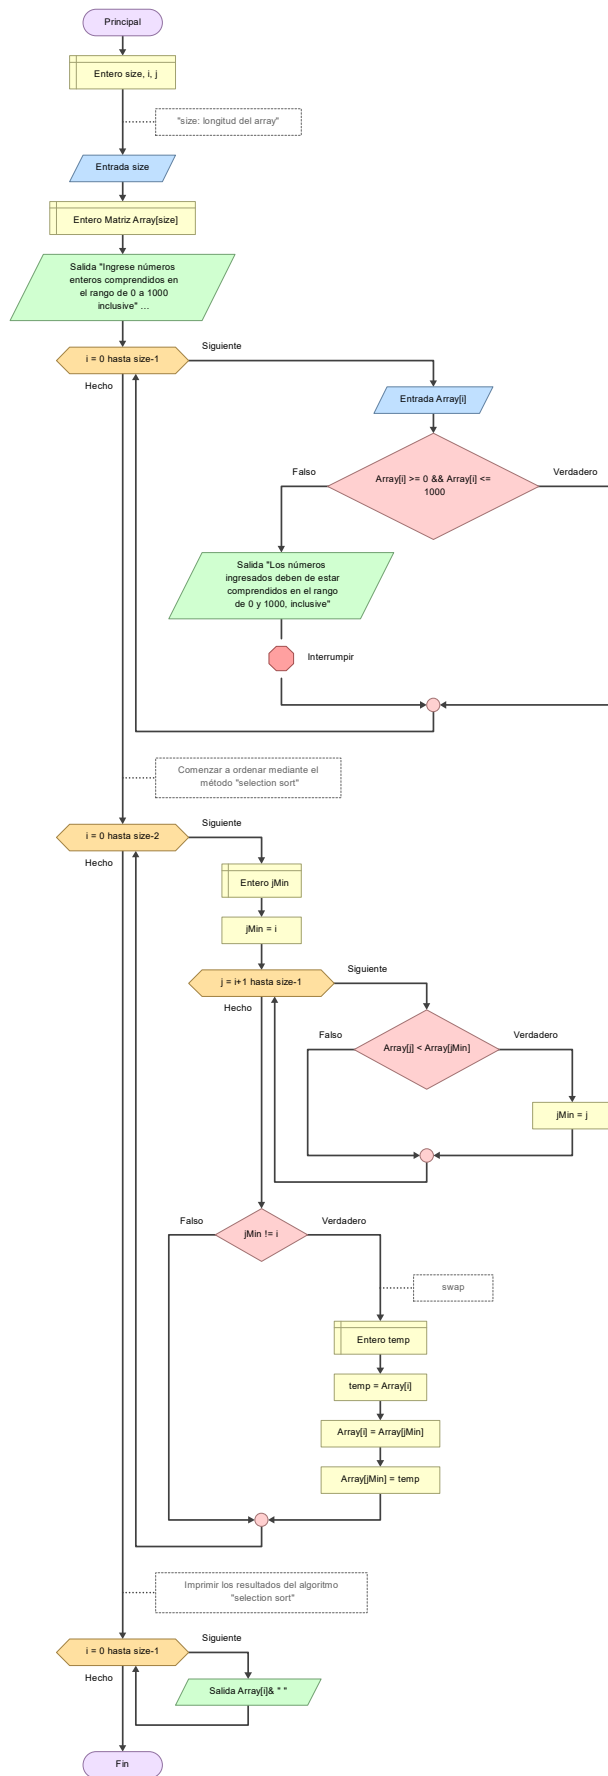 Principal
Entero size, i, j
"size: longitud del array"
Entrada size
Entero Matriz Array[size]
Salida "Ingrese números
enteros comprendidos en
el rango de 0 a 1000
inclusive" ...
i = 0 hasta size-1
Siguiente
Hecho
Entrada Array[i]
Falso
Array[i] >= 0 && Array[i] <=
1000
Verdadero
Salida "Los números
ingresados deben de estar
comprendidos en el rango
de 0 y 1000, inclusive"
Interrumpir
Comenzar a ordenar mediante el
método "selection sort"
i = 0 hasta size-2
Siguiente
Hecho
Entero jMin
jMin = i
j = i+1 hasta size-1
Siguiente
Hecho
Falso
Array[j] < Array[jMin]
Verdadero
jMin = j
Falso
jMin != i
Verdadero
swap
Entero temp
temp = Array[i]
Array[i] = Array[jMin]
Array[jMin] = temp
Imprimir los resultados del algoritmo
"selection sort"
i = 0 hasta size-1
Siguiente
Hecho
Salida Array[i]& " "
Fin